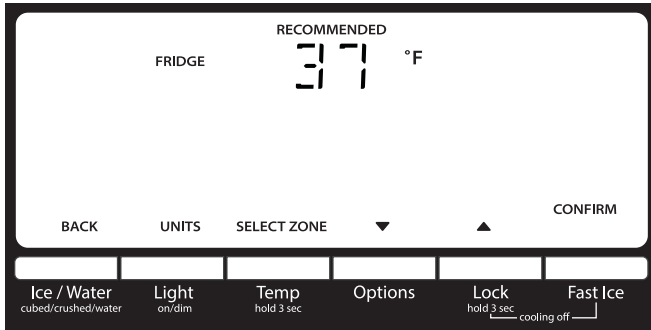 RECOMMENDED
FRIDGE 37 °F
CONFIRM
BACK UNITS SELECT ZONE ▼ ▲
Ice / Water Light Temp Options Lock Fast Ice
cubed/crushed/water on/dim hold 3 sec hold 3 sec
cooling off